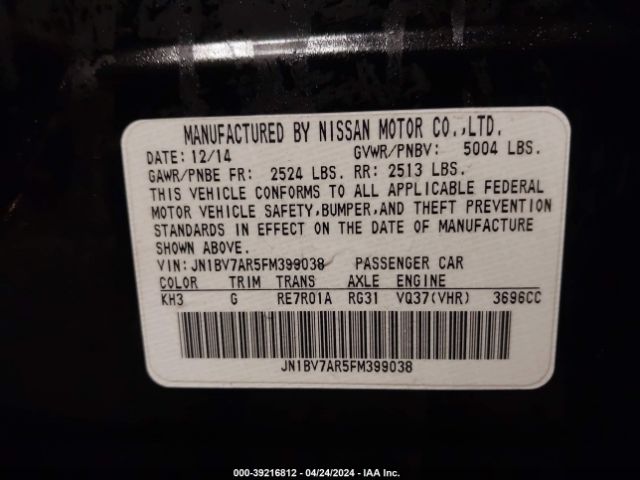 MANUFACTURED BY NISSAN MOTOR CO.,LTD.
DATE: 12/14 GVWR/PNBV: 5004 LBS.
GAWR/PNBE FR: 2524 LBS. RR: 2513 LBS.
THIS VEHICLE CONFORMS TO ALL APPLICABLE FEDERAL
MOTOR VEHICLE SAFETY,BUMPER,AND THEFT PREVENTION
STANDARDS IN EFFECT ON THE DATE OF MANUFACTURE
SHOWN ABOVE.
VIN: JN1BV7AR5FM399038 PASSENGER CAR
COLOR TRIM TRANS AXLE ENGINE
KH3 G RE7R01A RG31 VQ37(VHR) 3696CC
JN1BV7AR5FM399038
000-39216812 - 04/24/2024 - IAA Inc.